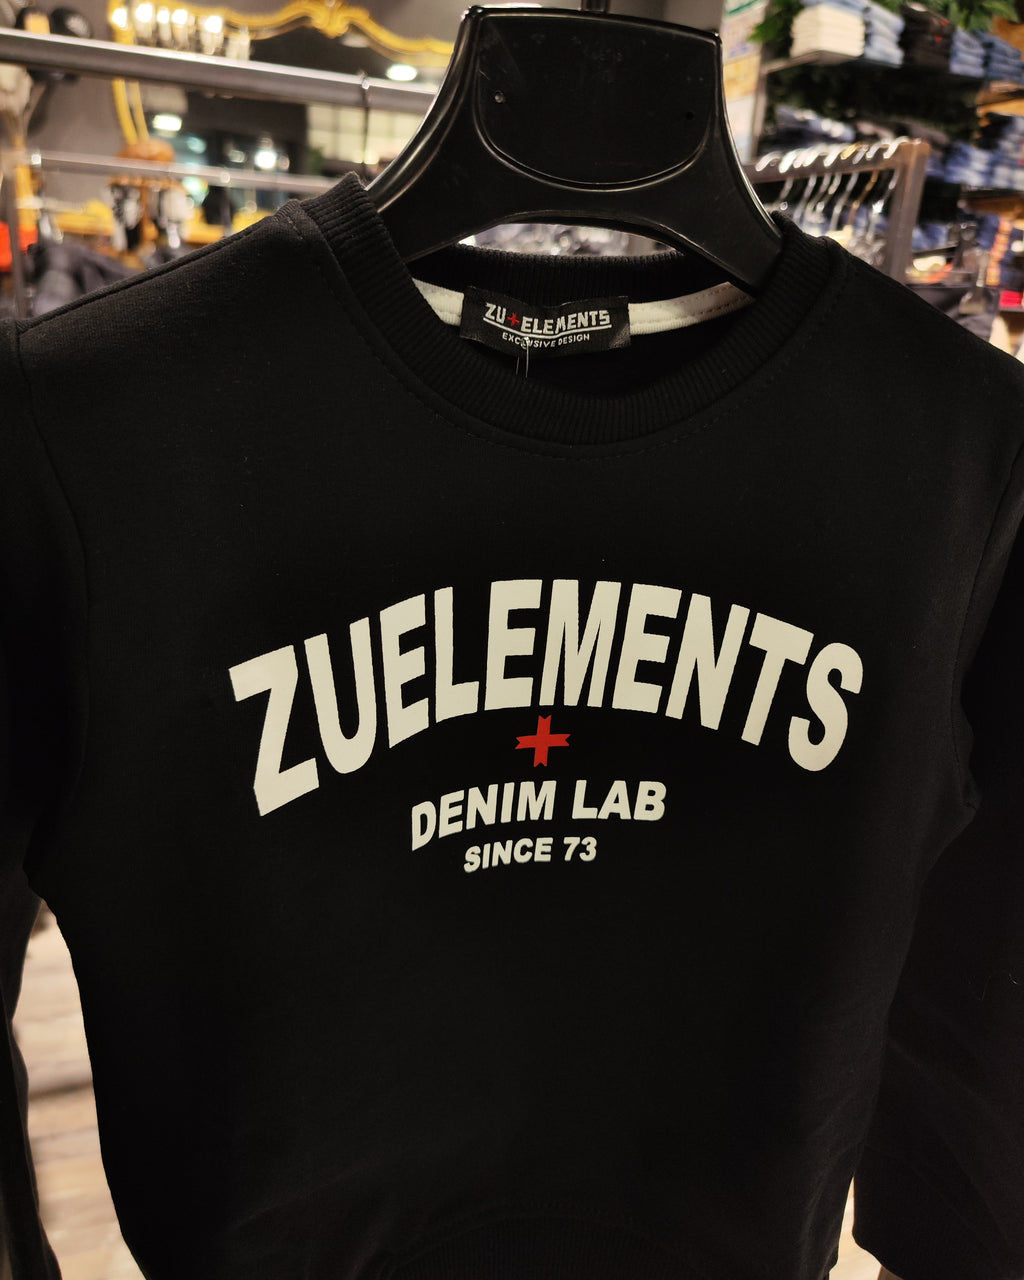 ZU+ELEMENTS
EXCLUSIVE DESIGN
ZUELEMENTS
DENIM LAB
SINCE 73